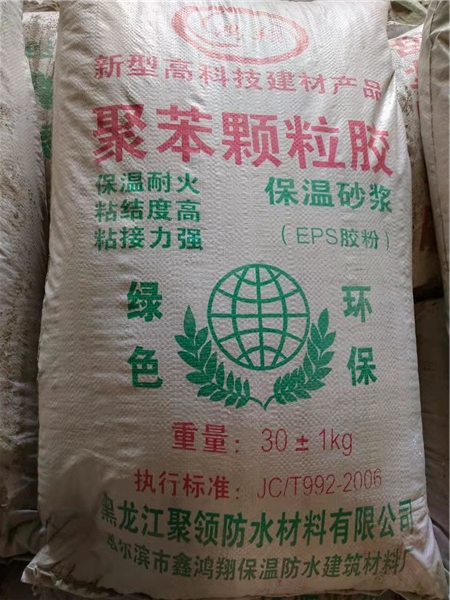 新型高科技建材产品
聚苯颗粒胶
保温耐火
粘结度高
粘接力强
保温砂浆
(EPS胶粉)
绿色
环保
重量: 30±1kg
执行标准: JC/T992-2006
黑龙江聚领防水材料有限公司
哈尔滨市鑫鸿翔保温防水建筑材料厂